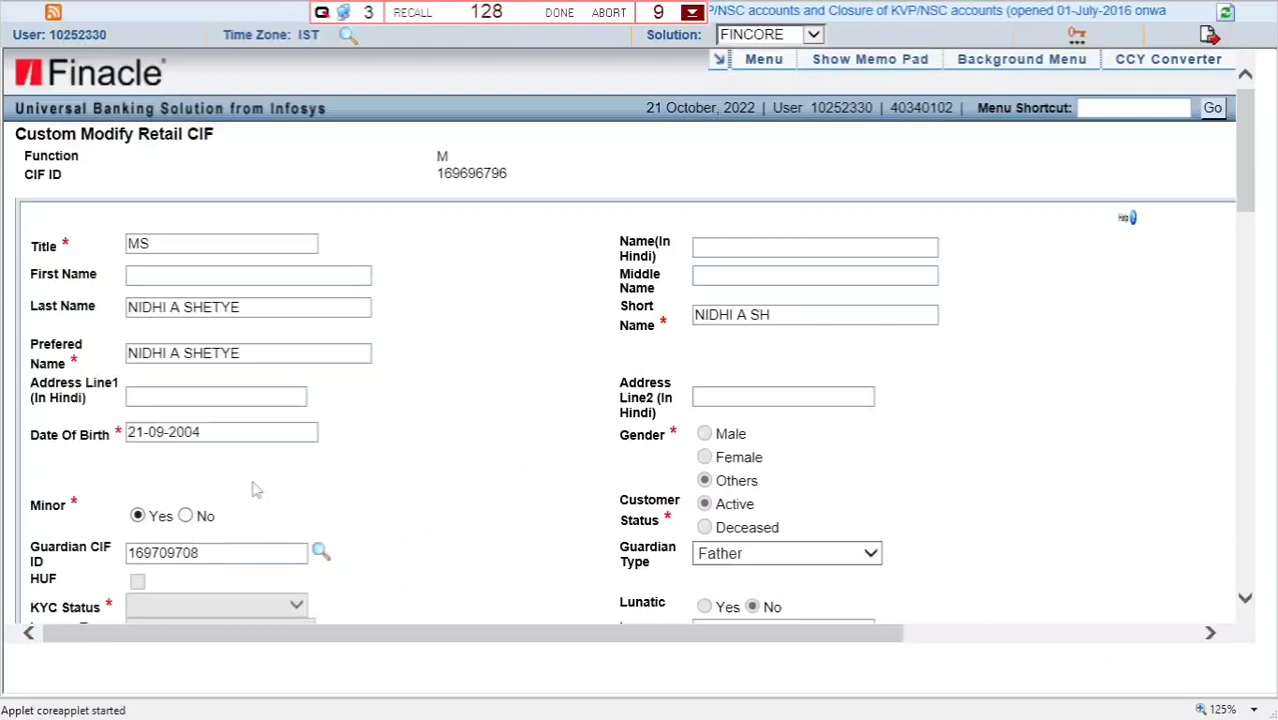 3 RECALL 128 DONE ABORT 9 P/NSC accounts and Closure of KVP/NSC accounts (opened 01-July-2016 onwa
User: 10252330 Time Zone: IST Solution: FINCORE
Menu Show Memo Pad Background Menu CCY Converter
Finacle
Universal Banking Solution from Infosys 21 October, 2022 | User 10252330 | 40340102 | Menu Shortcut: Go
Custom Modify Retail CIF
Function M
CIF ID 169696796
Help
Title * MS Name(In Hindi)
First Name Middle Name
Last Name NIDHI A SHETYE Short Name * NIDHI A SH
Prefered Name * NIDHI A SHETYE
Address Line1 (In Hindi) Address Line2 (In Hindi)
Date Of Birth * 21-09-2004 Gender * Male
Female
Others
Minor * Yes No Customer Status * Active
Deceased
Guardian CIF ID 169709708 Guardian Type Father
HUF
KYC Status * Lunatic Yes No
Applet coreapplet started 125%